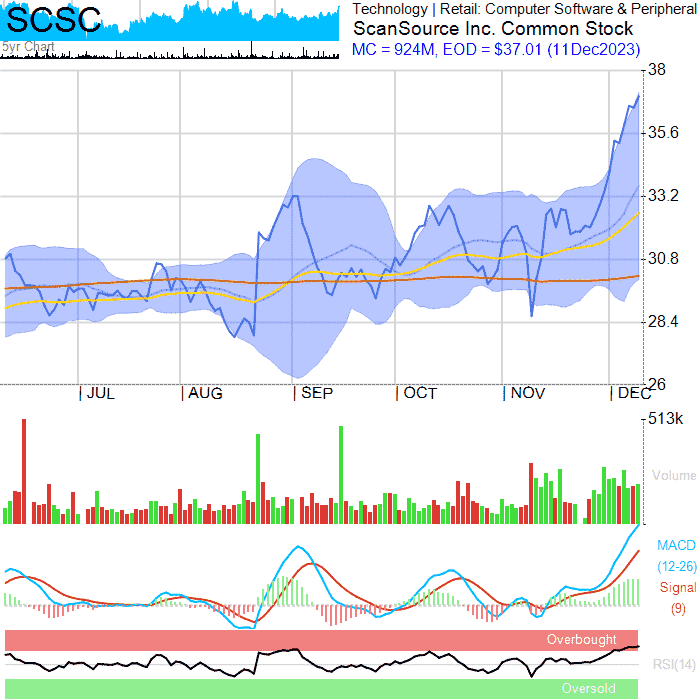 SCSC
5yr Chart
Technology | Retail: Computer Software & Peripheral
ScanSource Inc. Common Stock
MC = 924M, EOD = $37.01 (11Dec2023)
38
35.6
33.2
30.8
28.4
26
JUL AUG SEP OCT NOV DEC
513k
Volume
MACD
(12-26)
Signal
(9)
Overbought
RSI(14)
Oversold